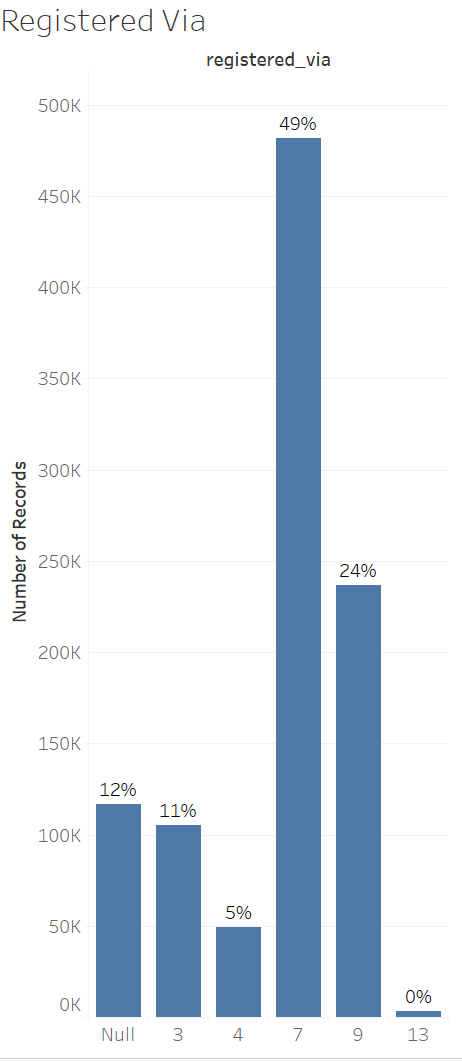 Registered Via
registered_via
500K
49%
450K
400K
350K
300K
Number of Records
250K
24%
200K
150K
12%
11%
100K
5%
50K
0%
0K
Null 3 4 7 9 13